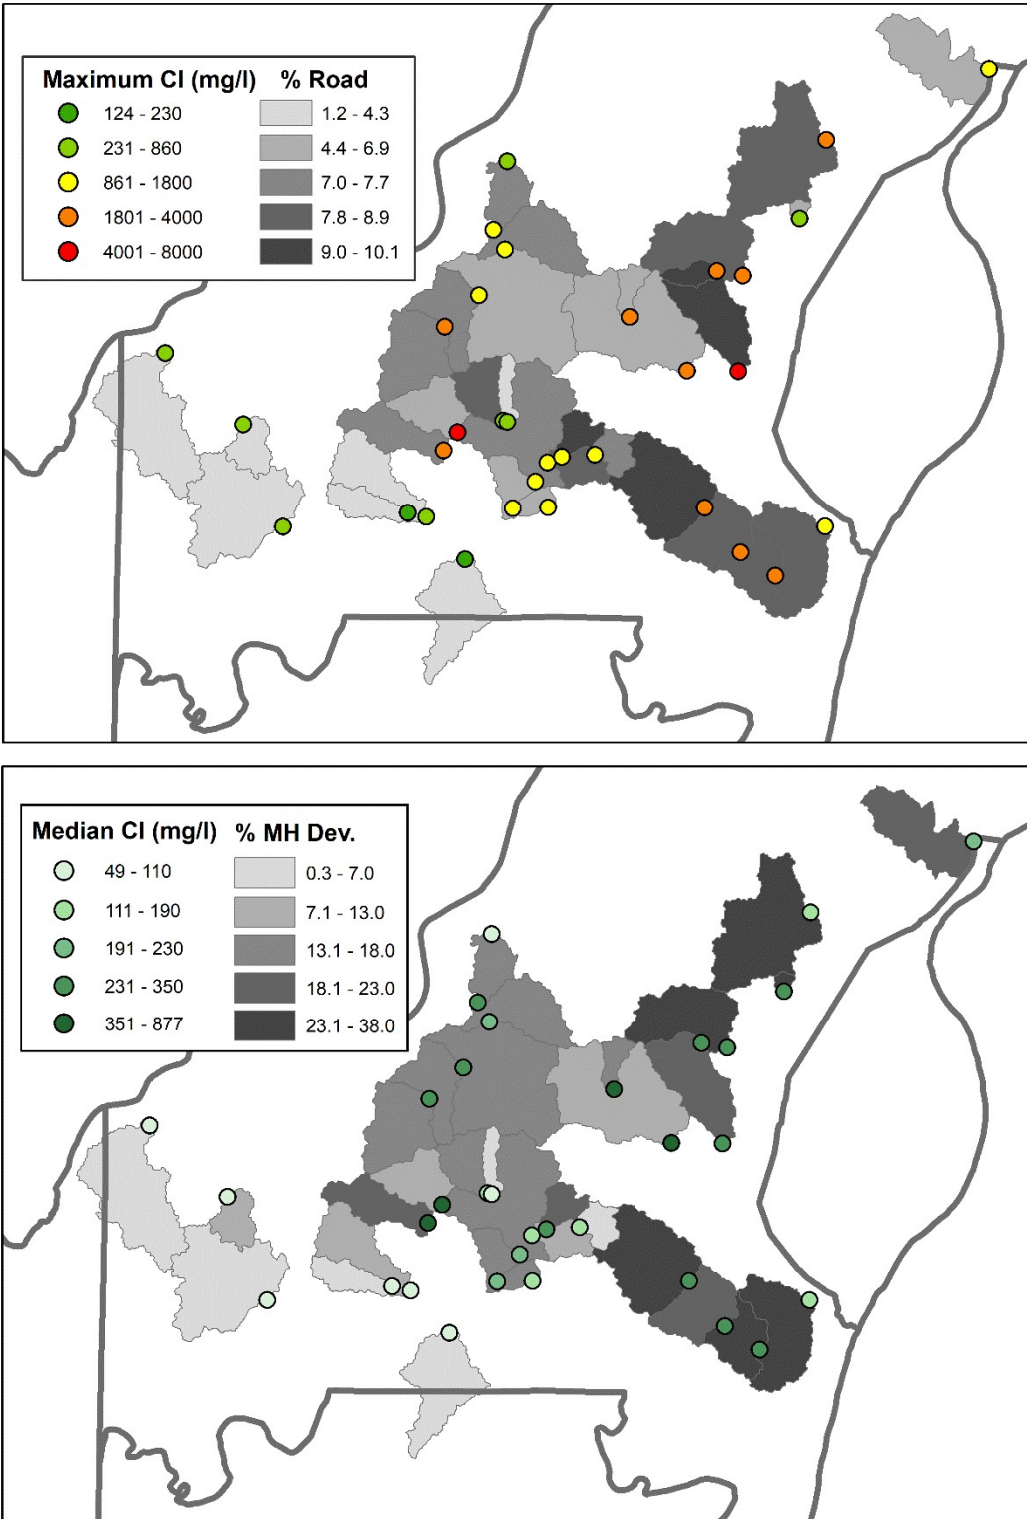 Maximum Cl (mg/l) % Road
124 - 230 1.2 - 4.3
231 - 860 4.4 - 6.9
861 - 1800 7.0 - 7.7
1801 - 4000 7.8 - 8.9
4001 - 8000 9.0 - 10.1
Median Cl (mg/l) % MH Dev.
49 - 110 0.3 - 7.0
111 - 190 7.1 - 13.0
191 - 230 13.1 - 18.0
231 - 350 18.1 - 23.0
351 - 877 23.1 - 38.0